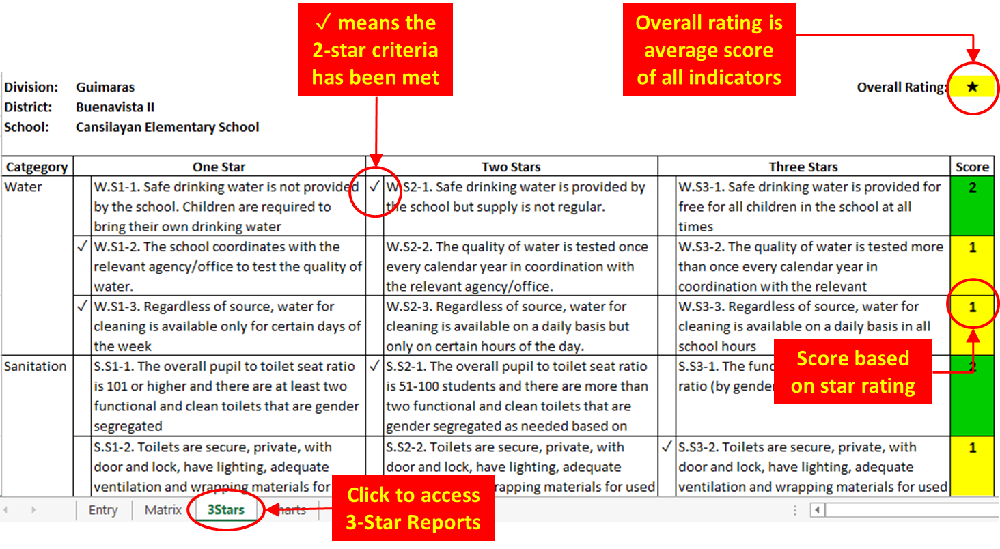 ✓ means the
2-star criteria
has been met
Overall rating is
average score
of all indicators
Division: Guimaras
Overall Rating: ★
District: Buenavista II
School: Cansilayan Elementary School
Catgegory One Star Two Stars Three Stars Score
Water
W.S1-1. Safe drinking water is not provided
by the school. Children are required to
bring their own drinking water
✓ W.S2-1. Safe drinking water is provided by
the school but supply is not regular.
W.S3-1. Safe drinking water is provided for
free for all children in the school at all
times
2
✓ W.S1-2. The school coordinates with the
relevant agency/office to test the quality of
water.
W.S2-2. The quality of water is tested once
every calendar year in coordination with
the relevant agency/office.
W.S3-2. The quality of water is tested more
than once every calendar year in
coordination with the relevant
1
✓ W.S1-3. Regardless of source, water for
cleaning is available only for certain days of
the week
W.S2-3. Regardless of source, water for
cleaning is available on a daily basis but
only on certain hours of the day.
W.S3-3. Regardless of source, water for
cleaning is available on a daily basis in all
school hours
1
Score based
on star rating
Sanitation
S.S1-1. The overall pupil to toilet seat ratio
is 101 or higher and there are at least two
functional and clean toilets that are gender
segregated
✓ S.S2-1. The overall pupil to toilet seat ratio
is 51-100 students and there are more than
two functional and clean toilets that are
gender segregated as needed based on
S.S3-1. The
ratio (by
2
S.S1-2. Toilets are secure, private, with
door and lock, have lighting, adequate
ventilation and wrapping materials for
S.S2-2. Toilets are secure, private, with
door and lock, have lighting, adequate
materials for used
✓ S.S3-2. Toilets are secure, private, with
door and lock, have lighting, adequate
ventilation and wrapping materials for used
1
Click to access
3-Star Reports
Entry Matrix 3Stars